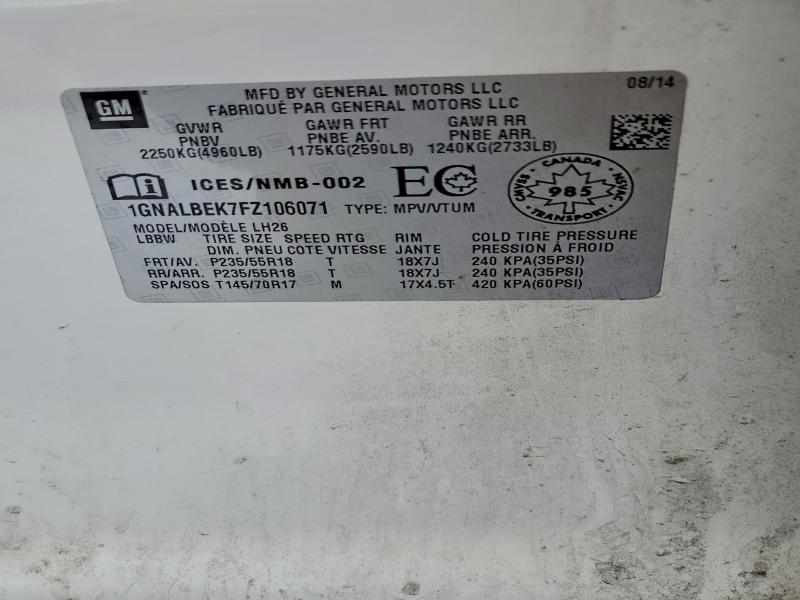 GM
MFD BY GENERAL MOTORS LLC
08/14
FABRIQUÉ PAR GENERAL MOTORS LLC
GVWR GAWR FRT GAWR RR
PNBV PNBE AV. PNBE ARR.
2250KG(4960LB) 1175KG(2590LB) 1240KG(2733LB)
i ICES/NMB-002 EC
CANADA
CMVSS 985 NSVAC
TRANSPORT
1GNALBEK7FZ106071 TYPE: MPV/VTUM
MODEL/MODÈLE LH26
LBBW TIRE SIZE SPEED RTG RIM COLD TIRE PRESSURE
DIM. PNEU COTE VITESSE JANTE PRESSION À FROID
FRT/AV. P235/55R18 T 18X7J 240 KPA(35PSI)
RR/ARR. P235/55R18 T 18X7J 240 KPA(35PSI)
SPA/SOS T145/70R17 M 17X4.5T 420 KPA(60PSI)